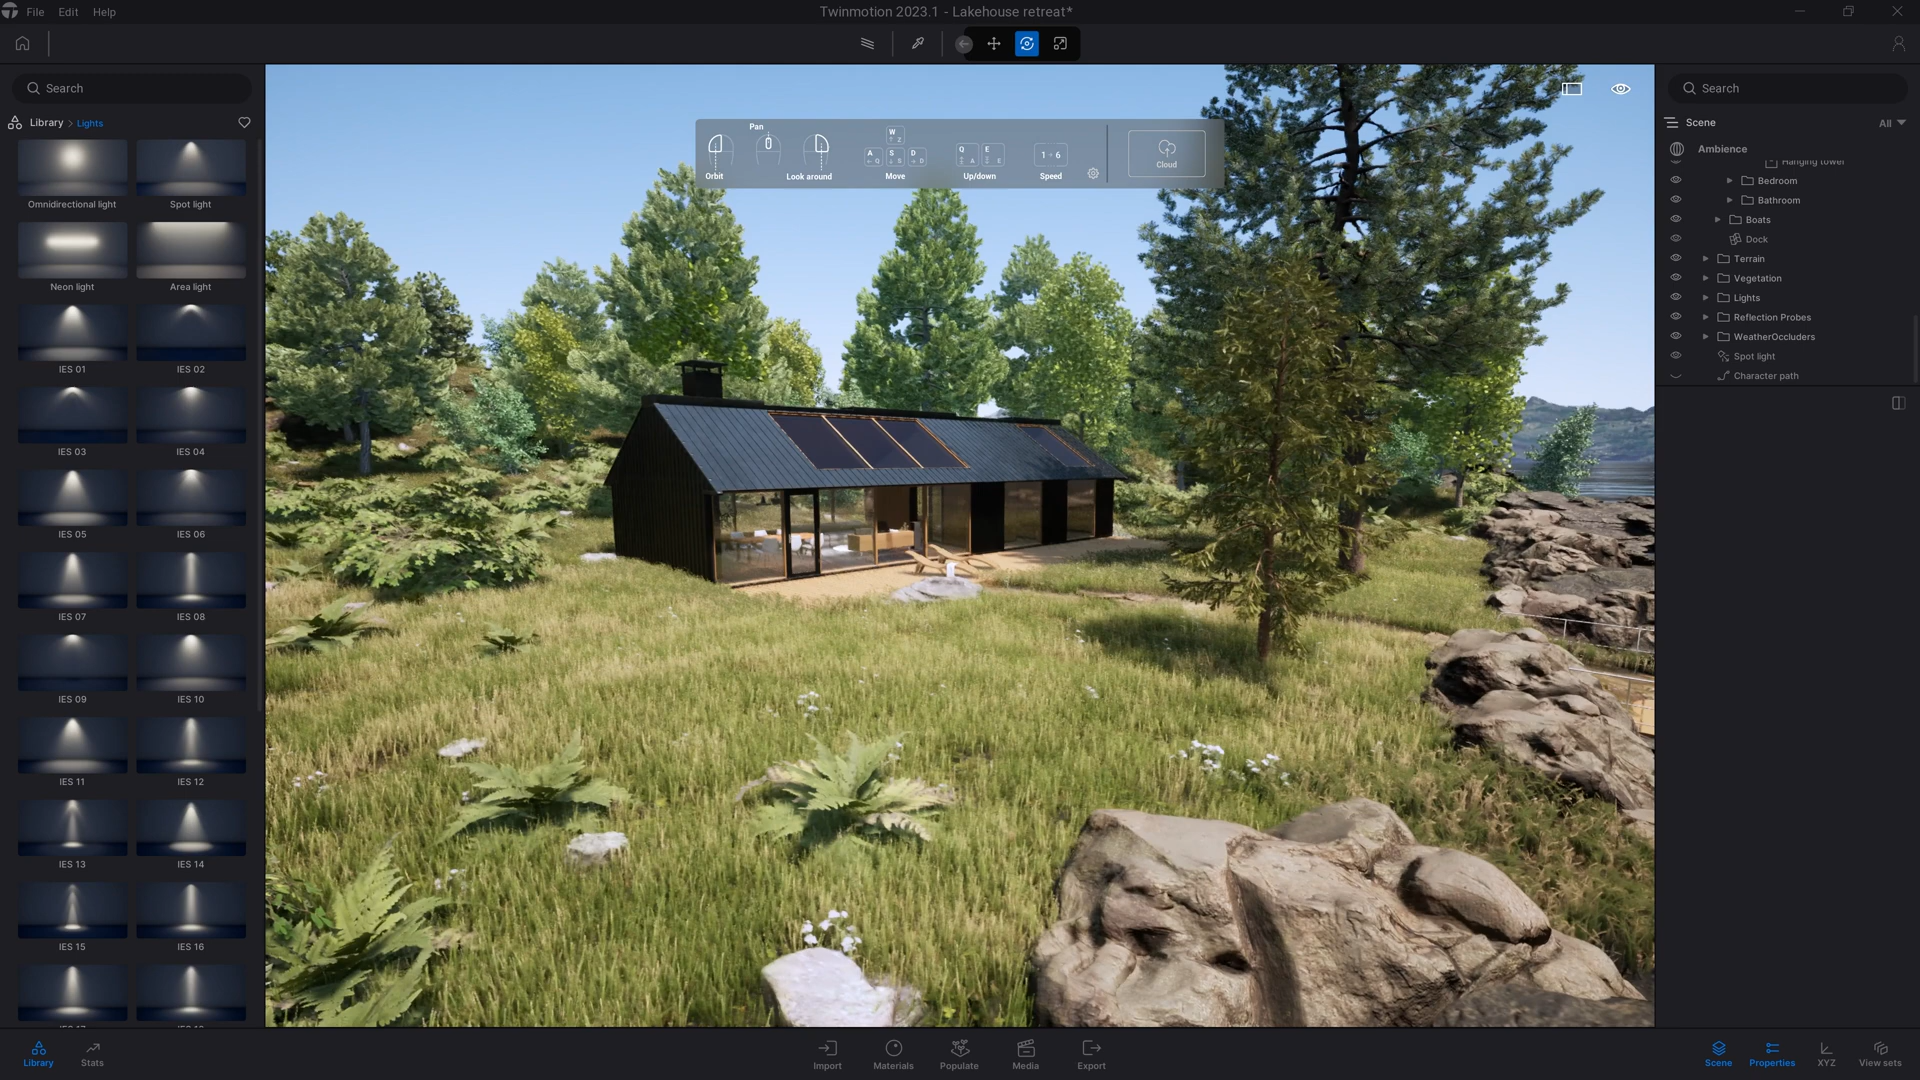 File Edit Help
Twinmotion 2023.1 - Lakehouse retreat*
Search
Library > Lights
Omnidirectional light
Spot light
Neon light
Area light
IES 01
IES 02
IES 03
IES 04
IES 05
IES 06
IES 07
IES 08
IES 09
IES 10
IES 11
IES 12
IES 13
IES 14
IES 15
IES 16
Pan
Orbit
Look around
W
A S D
Move
Q E
Up/down
1 - 6
Speed
Cloud
Search
Scene
All
Ambience
Hanging tower
Bedroom
Bathroom
Boats
Dock
Terrain
Vegetation
Lights
Reflection Probes
WeatherOccluders
Spot light
Character path
Library
Stats
Import
Materials
Populate
Media
Export
Scene
Properties
XYZ
View sets